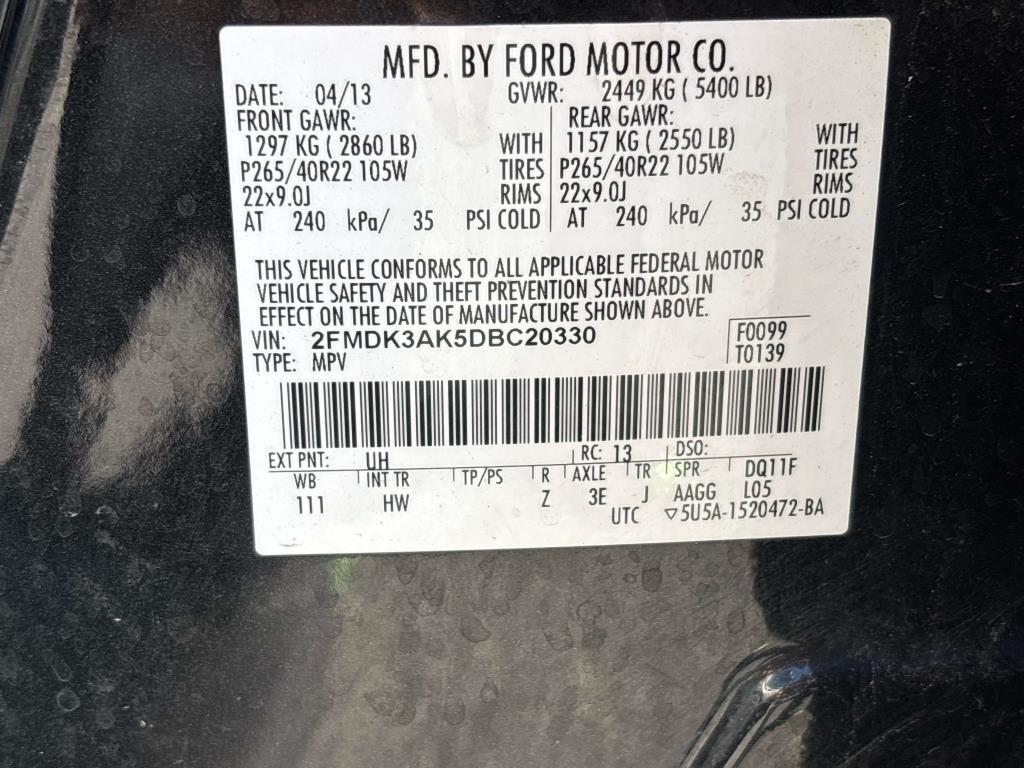 MFD. BY FORD MOTOR CO.
DATE: 04/13 GVWR: 2449 KG ( 5400 LB)
FRONT GAWR: REAR GAWR:
1297 KG ( 2860 LB) WITH 1157 KG ( 2550 LB) WITH
P265/40R22 105W TIRES P265/40R22 105W TIRES
22x9.0J RIMS 22x9.0J RIMS
AT 240 kPa/ 35 PSI COLD AT 240 kPa/ 35 PSI COLD
THIS VEHICLE CONFORMS TO ALL APPLICABLE FEDERAL MOTOR
VEHICLE SAFETY AND THEFT PREVENTION STANDARDS IN
EFFECT ON THE DATE OF MANUFACTURE SHOWN ABOVE.
VIN: 2FMDK3AK5DBC20330 F0099
TYPE: MPV T0139
EXT PNT: UH RC: 13 DSO:
WB INT TR TP/PS R AXLE TR SPR DQ11F
111 HW Z 3E J AAGG L05
UTC ▽5U5A-1520472-BA